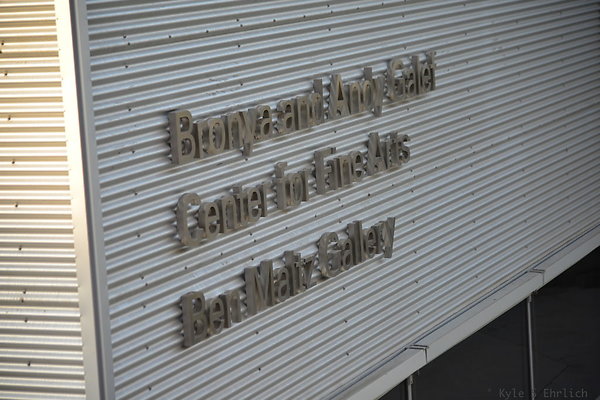 Bronya and Andy Galef
Center for Fine Arts
Ben Maltz Gallery
Kyle S Ehrlich